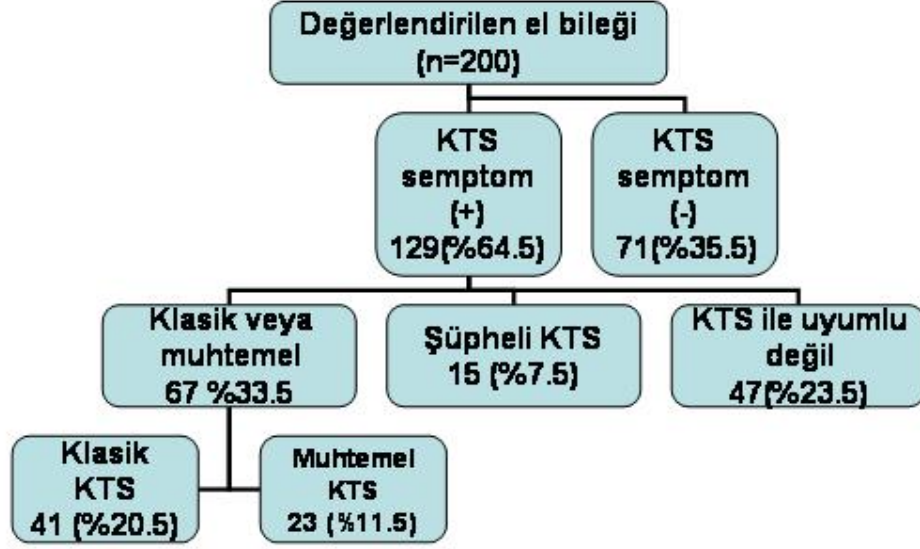 Değerlendirilen el bileği
(n=200)
KTS
semptom
(+)
129(%64.5)
KTS
semptom
(-)
71(%35.5)
Klasik veya
muhtemel
67 %33.5
Şüpheli KTS
15 (%7.5)
KTS ile uyumlu
değil
47(%23.5)
Klasik
KTS
41 (%20.5)
Muhtemel
KTS
23 (%11.5)